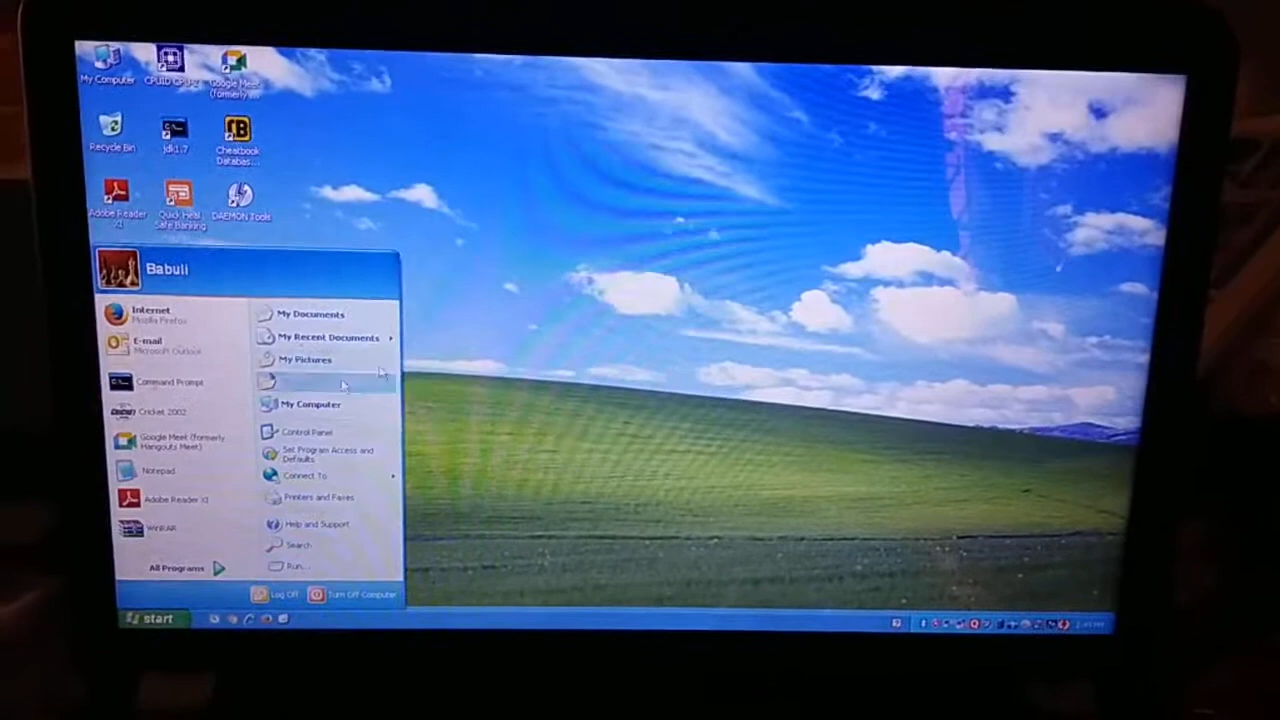 My Computer
CPUID CPU-Z
Google Meet
(formerly ...
Recycle Bin
jdk1.7
Cheatbook
Databas...
Adobe Reader
XI
Quick Heal
Safe Banking
DAEMON Tools
Babuli
Internet
Mozilla Firefox
E-mail
Microsoft Outlook
Command Prompt
Cricket 2002
Google Meet (formerly
Hangouts Meet)
Notepad
Adobe Reader XI
WinRAR
All Programs
My Documents
My Recent Documents
My Pictures
My Computer
Control Panel
Set Program Access and
Defaults
Connect To
Printers and Faxes
Help and Support
Search
Run...
Log Off
Turn Off Computer
start